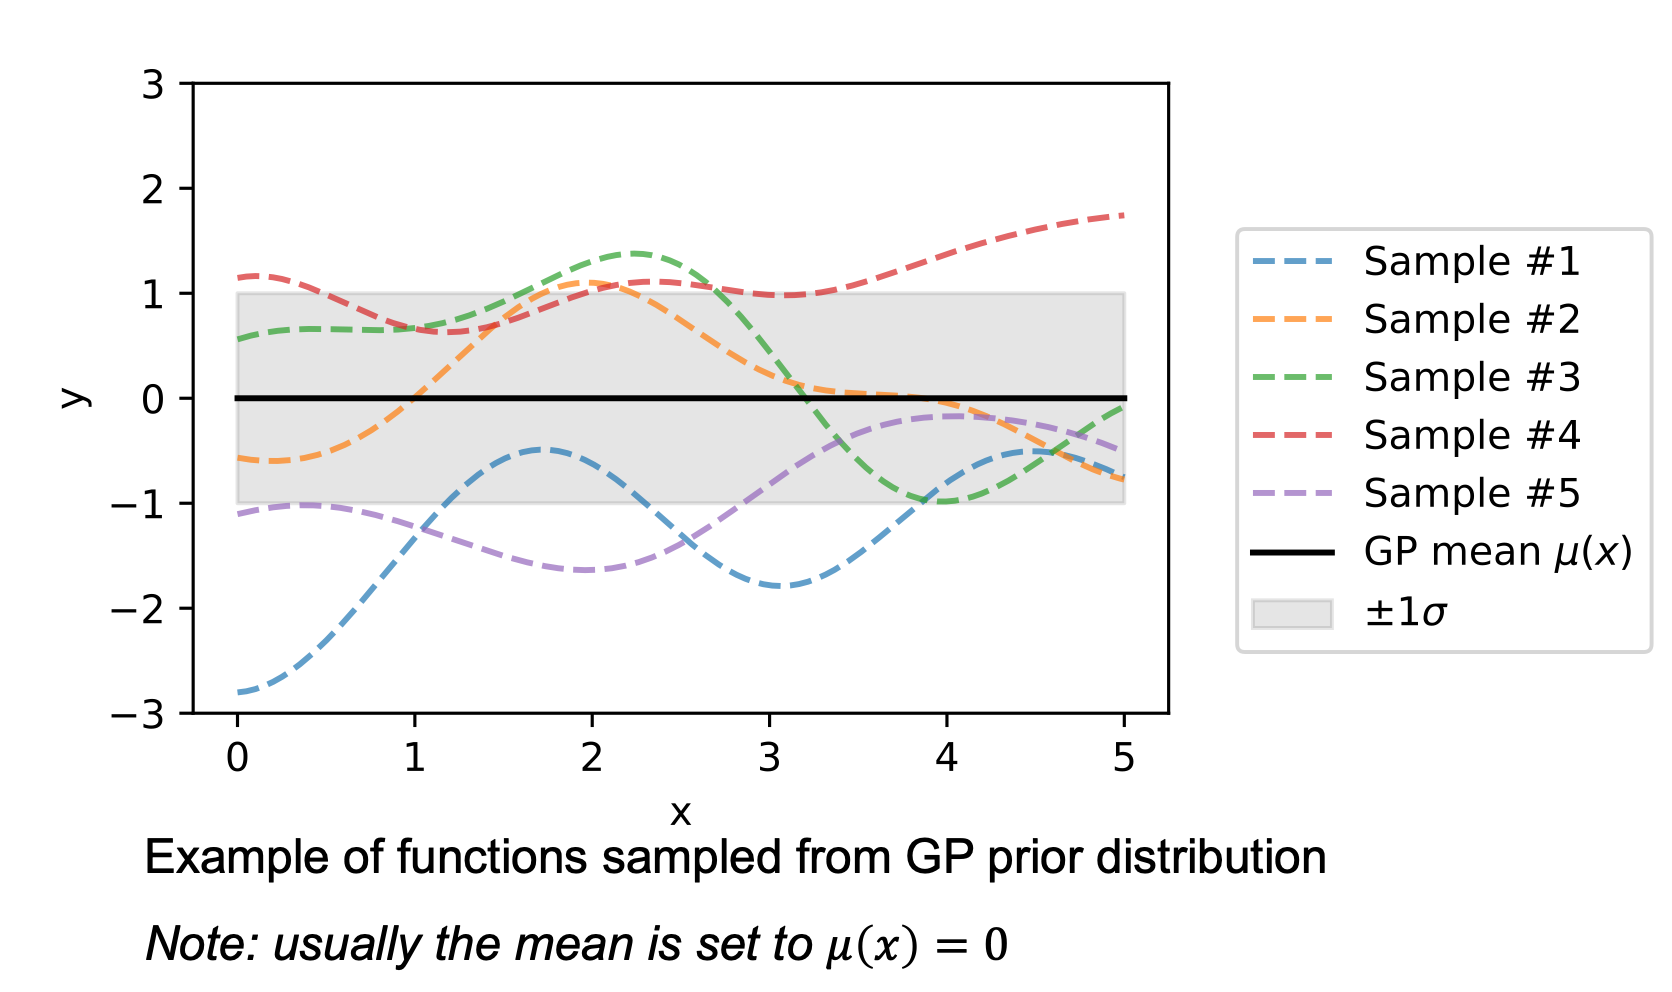 3
2
1
0
−1
−2
−3
y
0 1 2 3 4 5
x
Sample #1
Sample #2
Sample #3
Sample #4
Sample #5
GP mean μ(x)
±1σ
Example of functions sampled from GP prior distribution
Note: usually the mean is set to μ(x) = 0